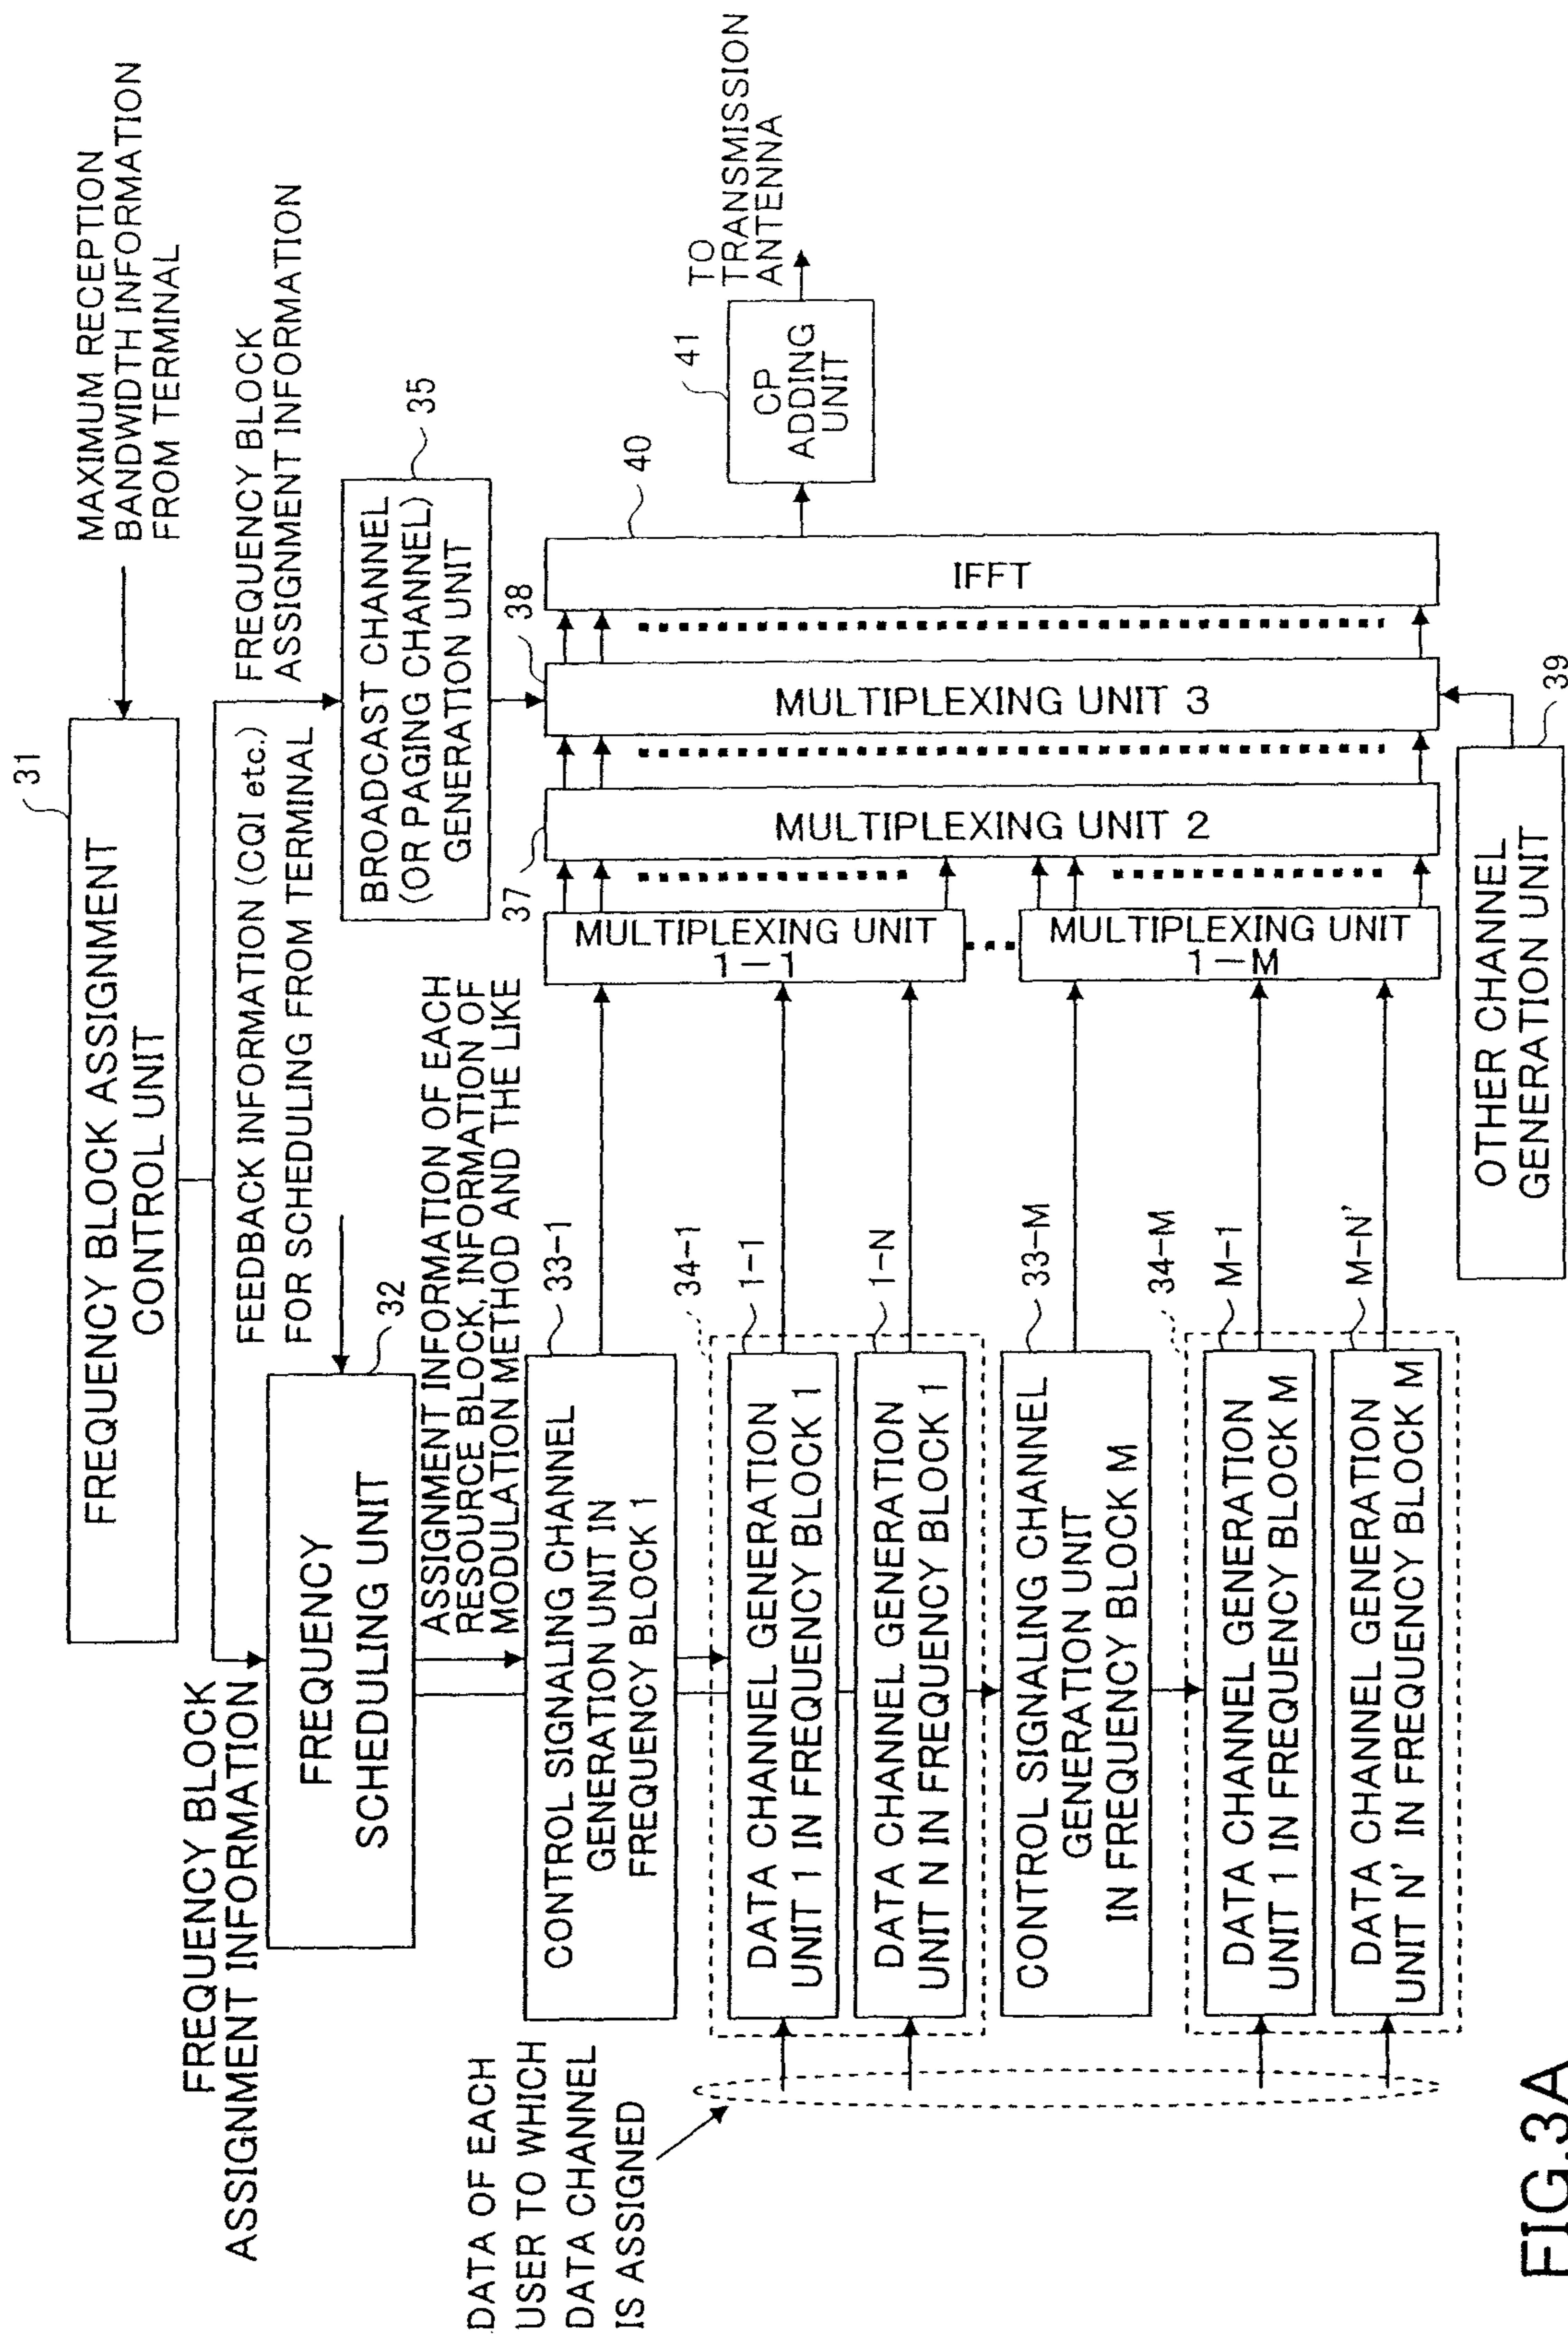 31
FREQUENCY BLOCK ASSIGNMENT
CONTROL UNIT
MAXIMUM RECEPTION
BANDWIDTH INFORMATION
FROM TERMINAL
FREQUENCY BLOCK
ASSIGNMENT INFORMATION
FEEDBACK INFORMATION (CQI etc.)
FOR SCHEDULING FROM TERMINAL
FREQUENCY BLOCK
ASSIGNMENT INFORMATION
32
FREQUENCY
SCHEDULING UNIT
35
BROADCAST CHANNEL
(OR PAGING CHANNEL)
GENERATION UNIT
ASSIGNMENT INFORMATION OF EACH
RESOURCE BLOCK, INFORMATION OF
MODULATION METHOD AND THE LIKE
33-1
CONTROL SIGNALING CHANNEL
GENERATION UNIT IN
FREQUENCY BLOCK 1
DATA OF EACH
USER TO WHICH
DATA CHANNEL
IS ASSIGNED
34-1
1-1
DATA CHANNEL GENERATION
UNIT 1 IN FREQUENCY BLOCK 1
1-N
DATA CHANNEL GENERATION
UNIT N IN FREQUENCY BLOCK 1
33-M
CONTROL SIGNALING CHANNEL
GENERATION UNIT
IN FREQUENCY BLOCK M
34-M
M-1
DATA CHANNEL GENERATION
UNIT 1 IN FREQUENCY BLOCK M
M-N'
DATA CHANNEL GENERATION
UNIT N' IN FREQUENCY BLOCK M
MULTIPLEXING UNIT
1-1
MULTIPLEXING UNIT
1-M
37
MULTIPLEXING UNIT 2
38
MULTIPLEXING UNIT 3
40
IFFT
41
CP
ADDING
UNIT
TO
TRANSMISSION
ANTENNA
39
OTHER CHANNEL
GENERATION UNIT
FIG.3A